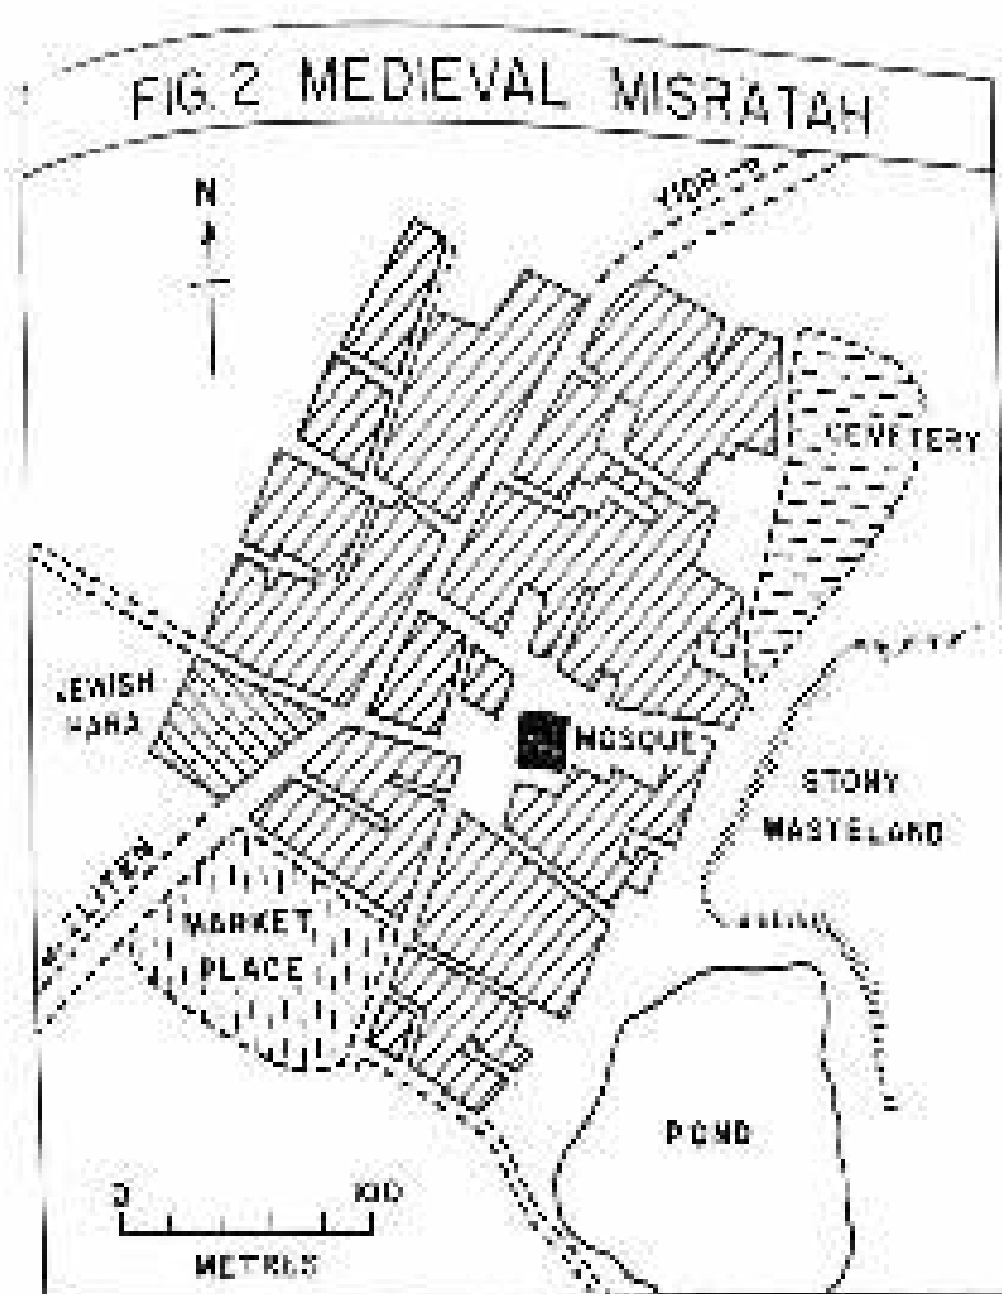 FIG. 2 MEDIEVAL MISRATAH
N
CEMETERY
JEWISH
HARA
MOSQUE
STONY
WASTELAND
MARKET
PLACE
POND
0 100
METRES